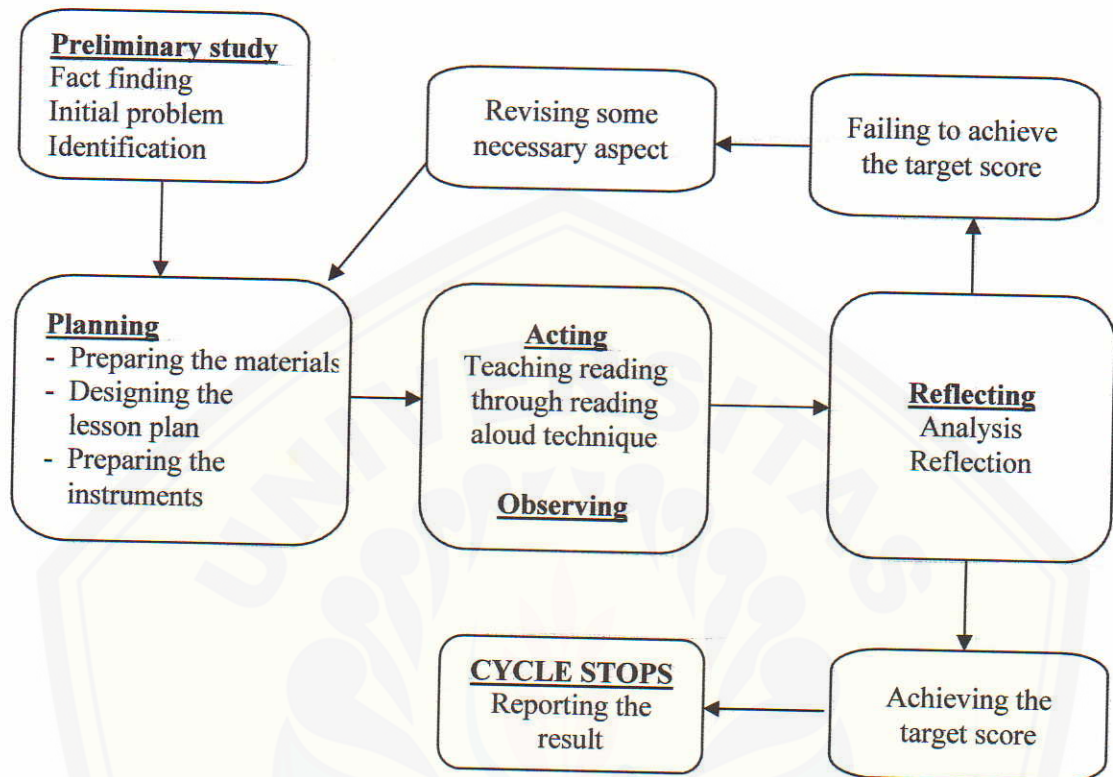 Preliminary study
Fact finding
Initial problem
Identification
Revising some
necessary aspect
Failing to achieve
the target score
Planning
- Preparing the materials
- Designing the
lesson plan
- Preparing the
instruments
Acting
Teaching reading
through reading
aloud technique
Observing
Reflecting
Analysis
Reflection
CYCLE STOPS
Reporting the
result
Achieving the
target score
UNIVERSITAS